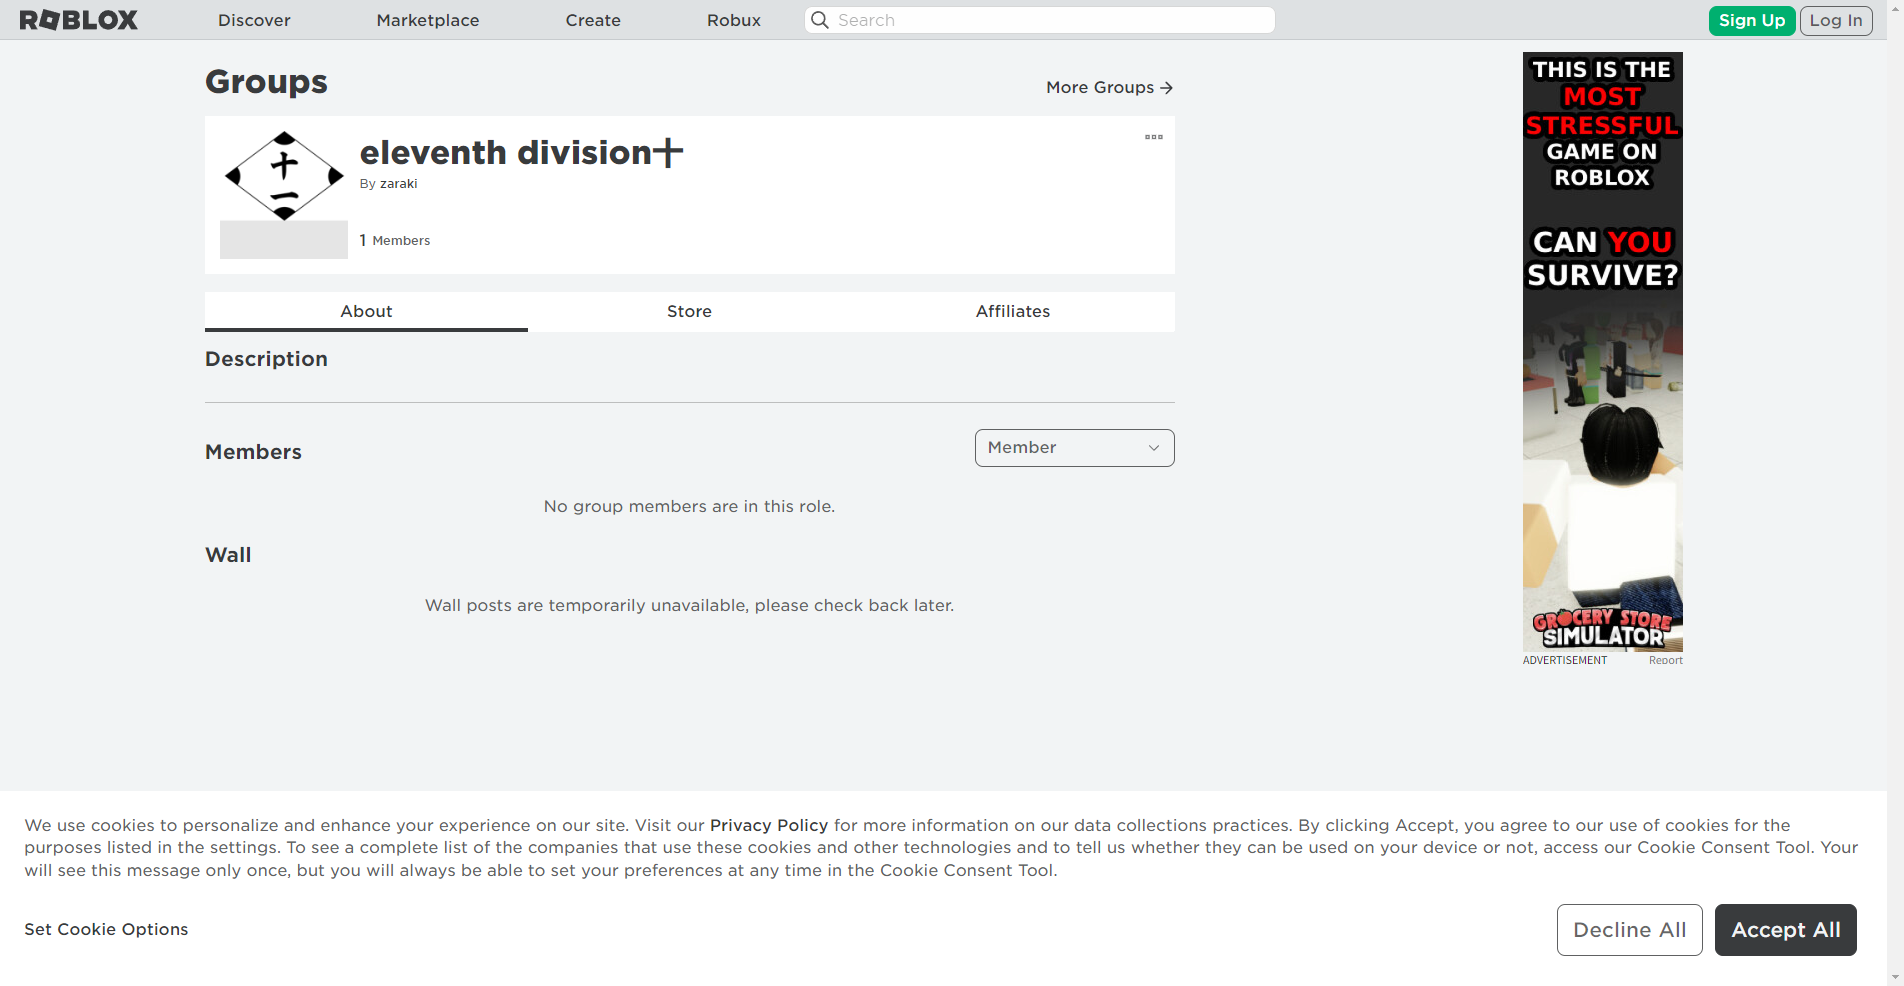 ROBLOX
Discover
Marketplace
Create
Robux
Search
Sign Up
Log In
Groups
More Groups
十一
eleventh division十
By zaraki
1 Members
About
Store
Affiliates
Description
Members
Member
No group members are in this role.
Wall
Wall posts are temporarily unavailable, please check back later.
THIS IS THE
MOST
STRESSFUL
GAME ON
ROBLOX
CAN YOU
SURVIVE?
GROCERY STORE
SIMULATOR
ADVERTISEMENT
Report
We use cookies to personalize and enhance your experience on our site. Visit our Privacy Policy for more information on our data collections practices. By clicking Accept, you agree to our use of cookies for the
purposes listed in the settings. To see a complete list of the companies that use these cookies and other technologies and to tell us whether they can be used on your device or not, access our Cookie Consent Tool. Your
will see this message only once, but you will always be able to set your preferences at any time in the Cookie Consent Tool.
Set Cookie Options
Decline All
Accept All